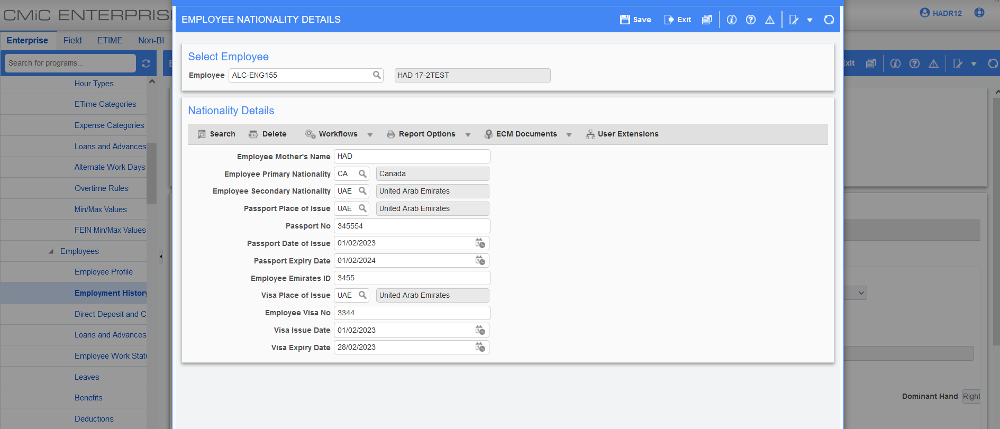 CMiC ENTERPRIS
HADR12
Enterprise Field ETIME Non-BI
Search for programs...
Hour Types
ETime Categories
Expense Categories
Loans and Advances
Alternate Work Days
Overtime Rules
Min/Max Values
FEIN Min/Max Values
Employees
Employee Profile
Employment History
Direct Deposit and C
Loans and Advances
Employee Work Statu
Leaves
Benefits
Deductions
EMPLOYEE NATIONALITY DETAILS
Save Exit
Select Employee
Employee ALC-ENG155 HAD 17-2TEST
Nationality Details
Search Delete Workflows Report Options ECM Documents User Extensions
Employee Mother's Name HAD
Employee Primary Nationality CA Canada
Employee Secondary Nationality UAE United Arab Emirates
Passport Place of Issue UAE United Arab Emirates
Passport No 345554
Passport Date of Issue 01/02/2023
Passport Expiry Date 01/02/2024
Employee Emirates ID 3455
Visa Place of Issue UAE United Arab Emirates
Employee Visa No 3344
Visa Issue Date 01/02/2023
Visa Expiry Date 28/02/2023
Exit
Dominant Hand Right